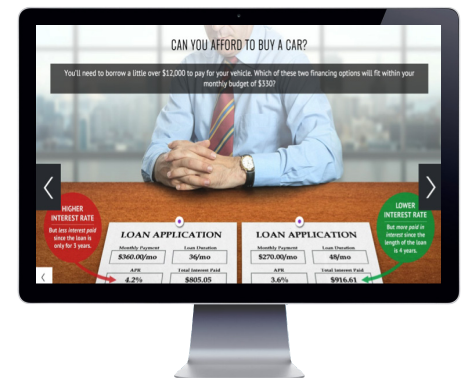 CAN YOU AFFORD TO BUY A CAR?
You'll need to borrow a little over $12,000 to pay for your vehicle. Which of these two financing options will fit within your
monthly budget of $330?
HIGHER
INTEREST RATE
But less interest paid
since the loan is
only for 3 years.
LOAN APPLICATION
Monthly Payment Loan Duration
$360.00/mo 36/mo
APR Total Interest Paid
4.2% $805.05
LOAN APPLICATION
Monthly Payment Loan Duration
$270.00/mo 48/mo
APR Total Interest Paid
3.6% $916.61
LOWER
INTEREST RATE
But more paid in
interest since the
length of the loan
is 4 years.